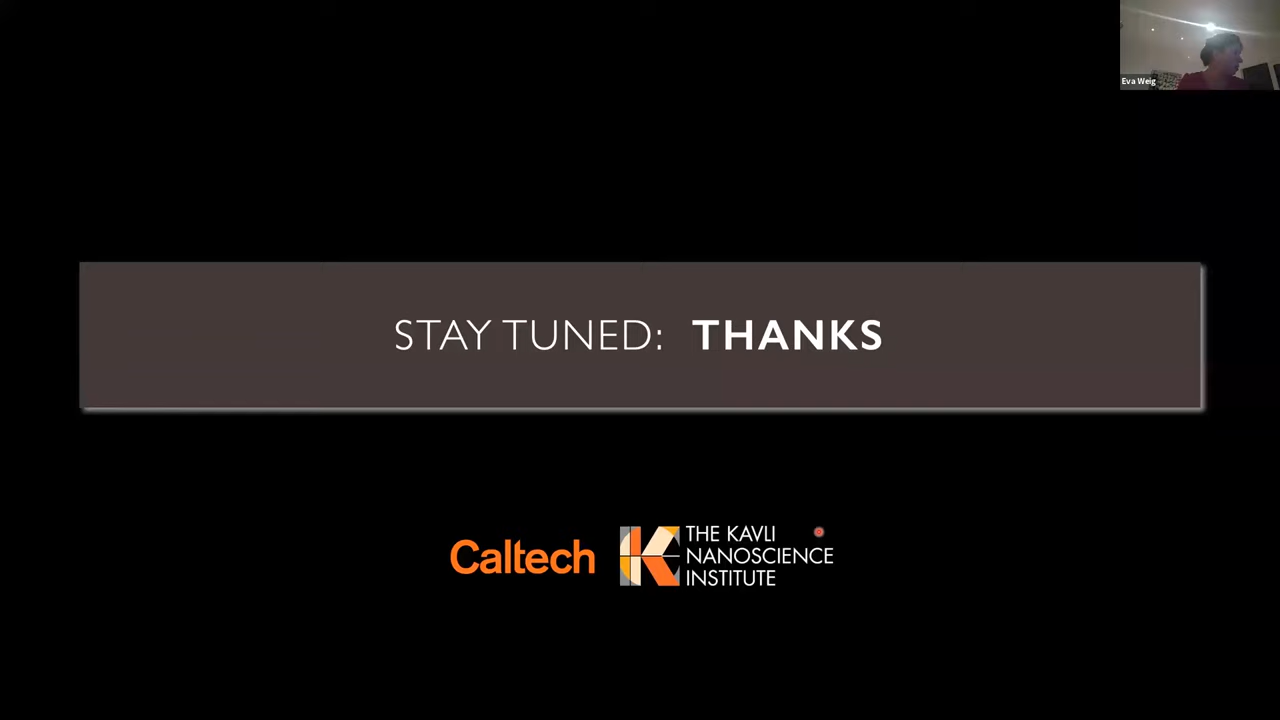 Eva Weig
STAY TUNED: THANKS
Caltech
THE KAVLI
NANOSCIENCE
INSTITUTE